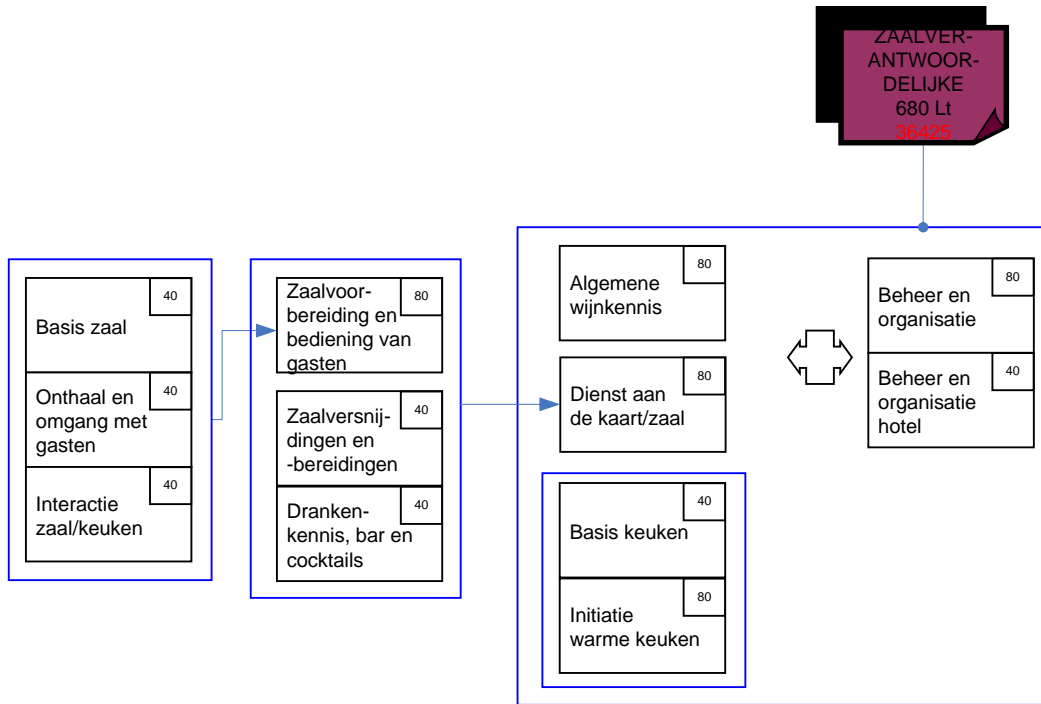 ZAALVER-
ANTWOOR-
DELIJKE
680 Lt
36425
40
Basis zaal
40
Onthaal en
omgang met
gasten
40
Interactie
zaal/keuken
80
Zaalvoor-
bereiding en
bediening van
gasten
40
Zaalversnij-
dingen en
-bereidingen
40
Dranken-
kennis, bar en
cocktails
80
Algemene
wijnkennis
80
Dienst aan
de kaart/zaal
40
Basis keuken
80
Initiatie
warme keuken
80
Beheer en
organisatie
40
Beheer en
organisatie
hotel